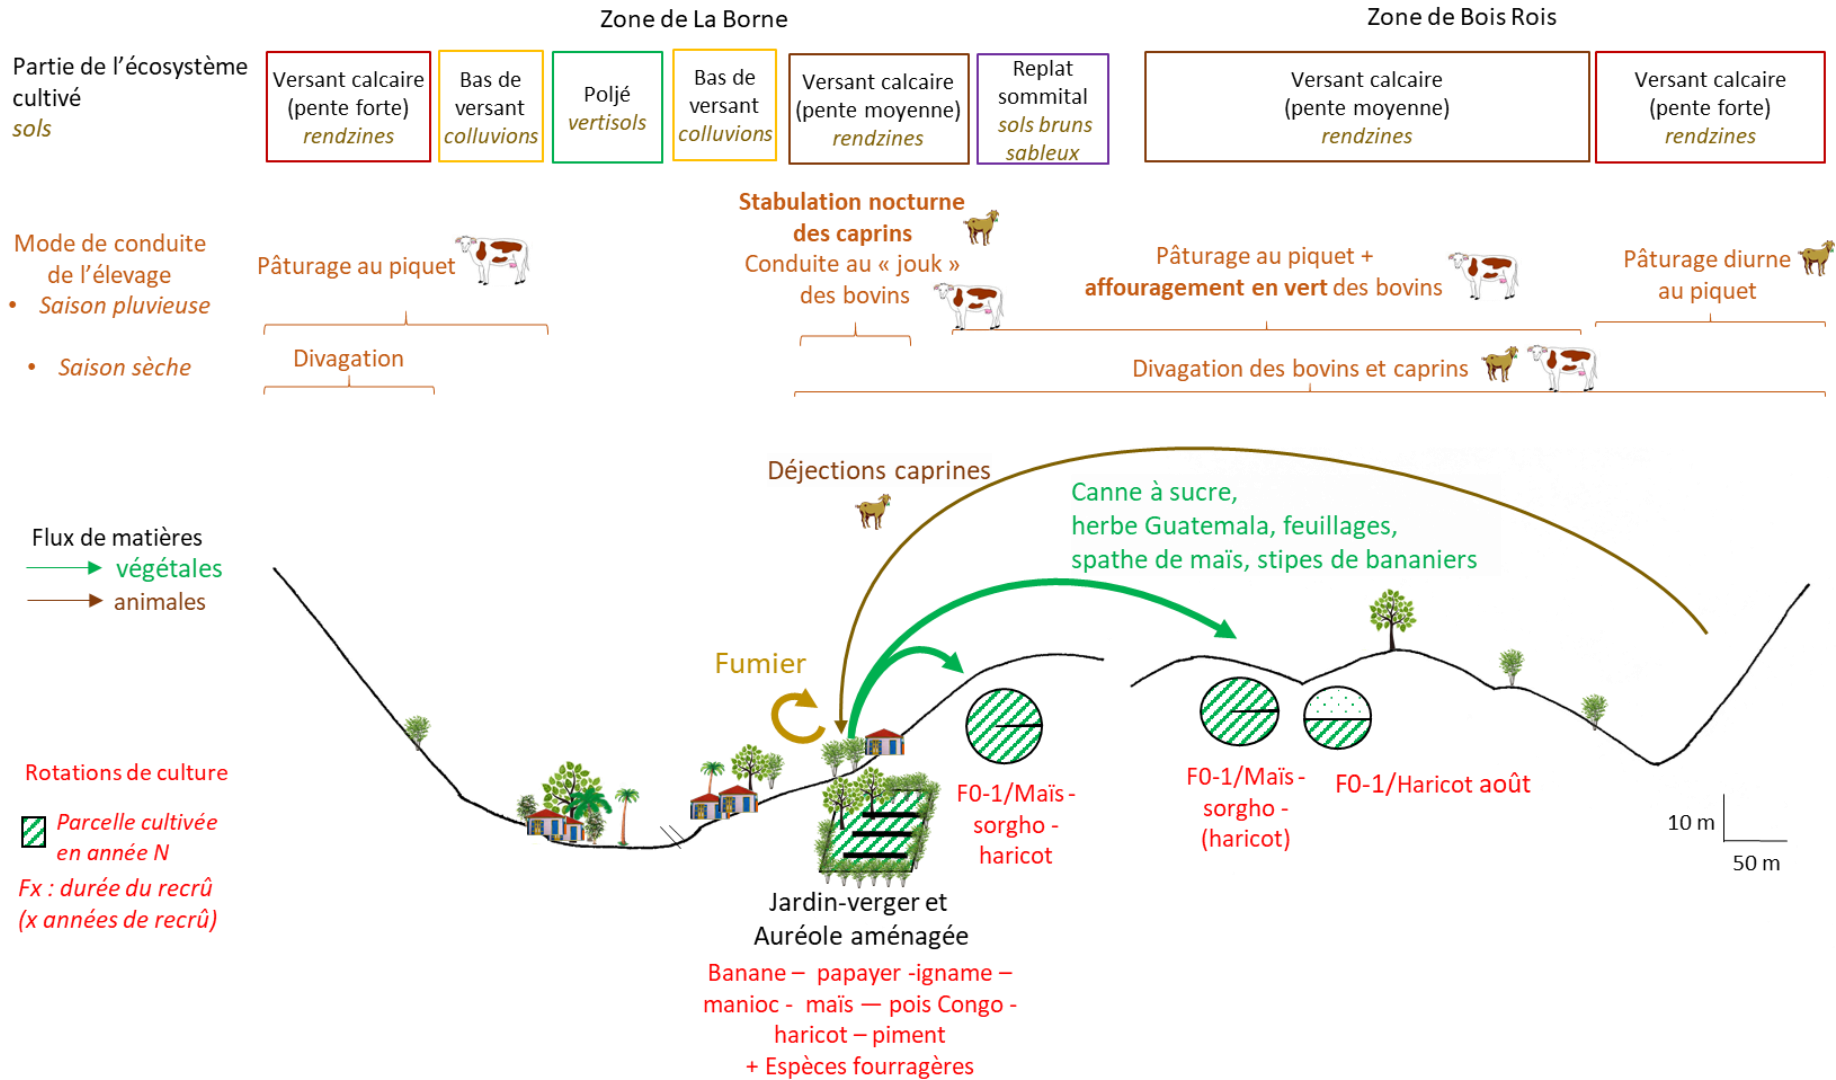 Zone de La Borne
Zone de Bois Rois
Partie de l'écosystème
cultivé
sols
Versant calcaire
(pente forte)
rendzines
Bas de
versant
colluvions
Poljé
vertisols
Bas de
versant
colluvions
Versant calcaire
(pente moyenne)
rendzines
Replat
sommital
sols bruns
sableux
Versant calcaire
(pente moyenne)
rendzines
Versant calcaire
(pente forte)
rendzines
Mode de conduite
de l'élevage
• Saison pluvieuse
Pâturage au piquet
Stabulation nocturne
des caprins
Conduite au « jouk »
des bovins
Pâturage au piquet +
affouragement en vert des bovins
Pâturage diurne
au piquet
• Saison sèche
Divagation
Divagation des bovins et caprins
Déjections caprines
Canne à sucre,
herbe Guatemala, feuillages,
spathe de maïs, stipes de bananiers
Flux de matières
végétales
animales
Fumier
Rotations de culture
Parcelle cultivée
en année N
Fx : durée du recrû
(x années de recrû)
F0-1/Maïs -
sorgho -
haricot
F0-1/Maïs -
sorgho -
(haricot)
F0-1/Haricot août
10 m
50 m
Jardin-verger et
Auréole aménagée
Banane – papayer -igname –
manioc - maïs — pois Congo -
haricot – piment
+ Espèces fourragères